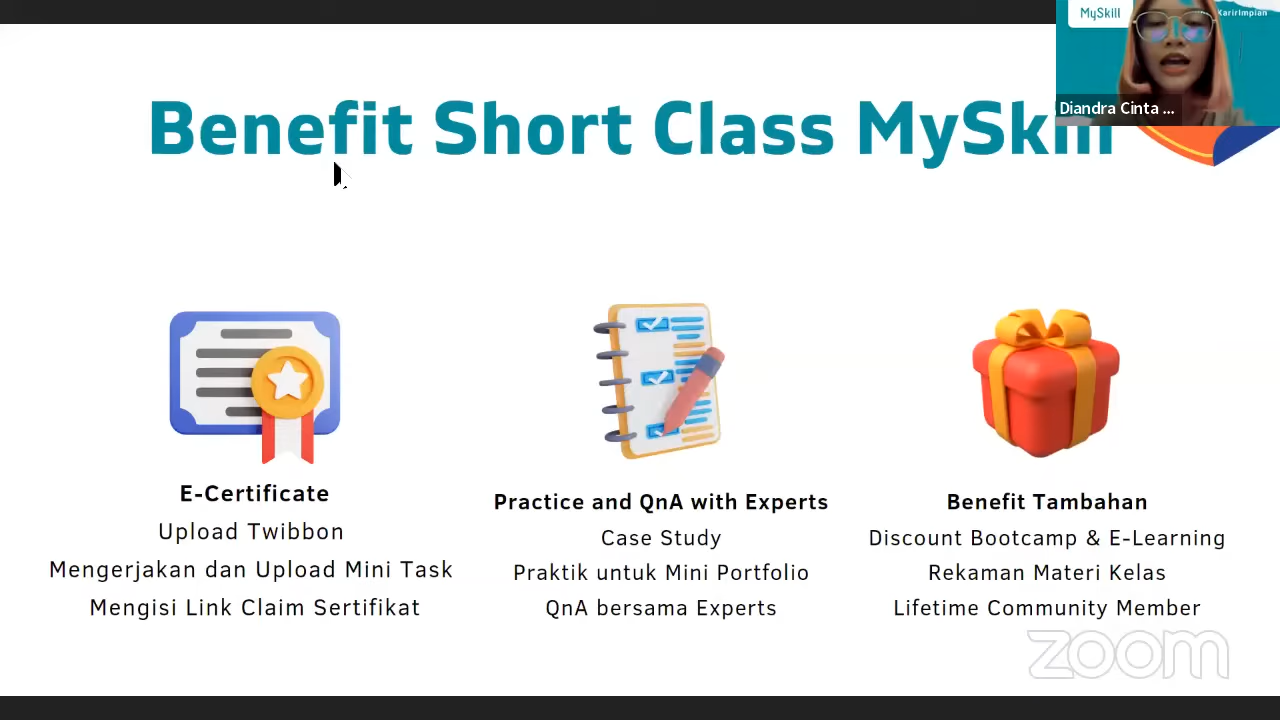 MySkill
KarirImpian
Diandra Cinta ...
Benefit Short Class MySkill
E-Certificate
Upload Twibbon
Mengerjakan dan Upload Mini Task
Mengisi Link Claim Sertifikat
Practice and QnA with Experts
Case Study
Praktik untuk Mini Portfolio
QnA bersama Experts
Benefit Tambahan
Discount Bootcamp & E-Learning
Rekaman Materi Kelas
Lifetime Community Member
zoom